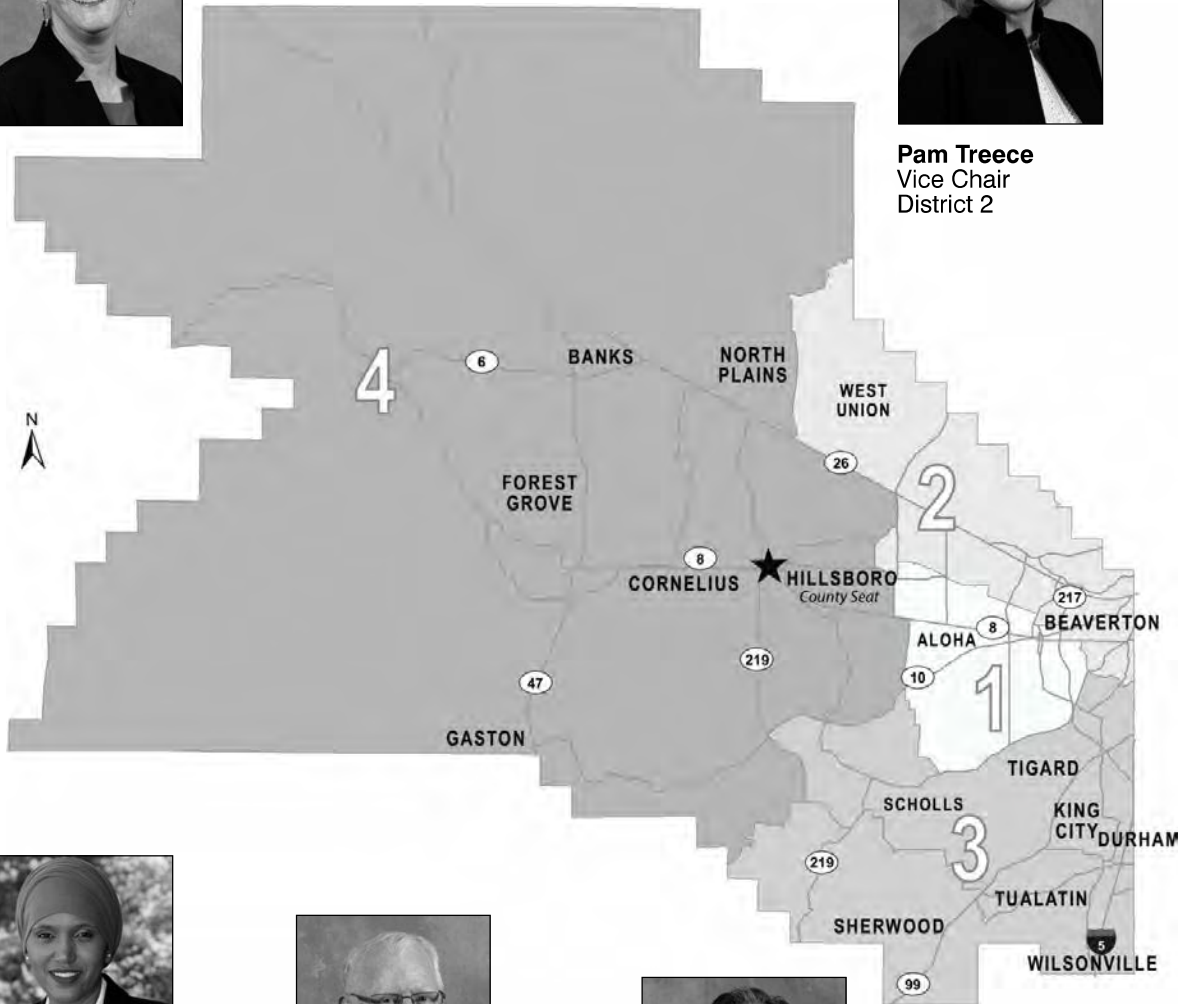 Pam Treece
Vice Chair
District 2
N
4
6
BANKS
NORTH
PLAINS
WEST
UNION
26
2
FOREST
GROVE
8
CORNELIUS
HILLSBORO
County Seat
217
BEAVERTON
8
ALOHA
219
10
1
47
GASTON
TIGARD
SCHOLLS
KING
CITY
DURHAM
3
219
TUALATIN
SHERWOOD
5
WILSONVILLE
99